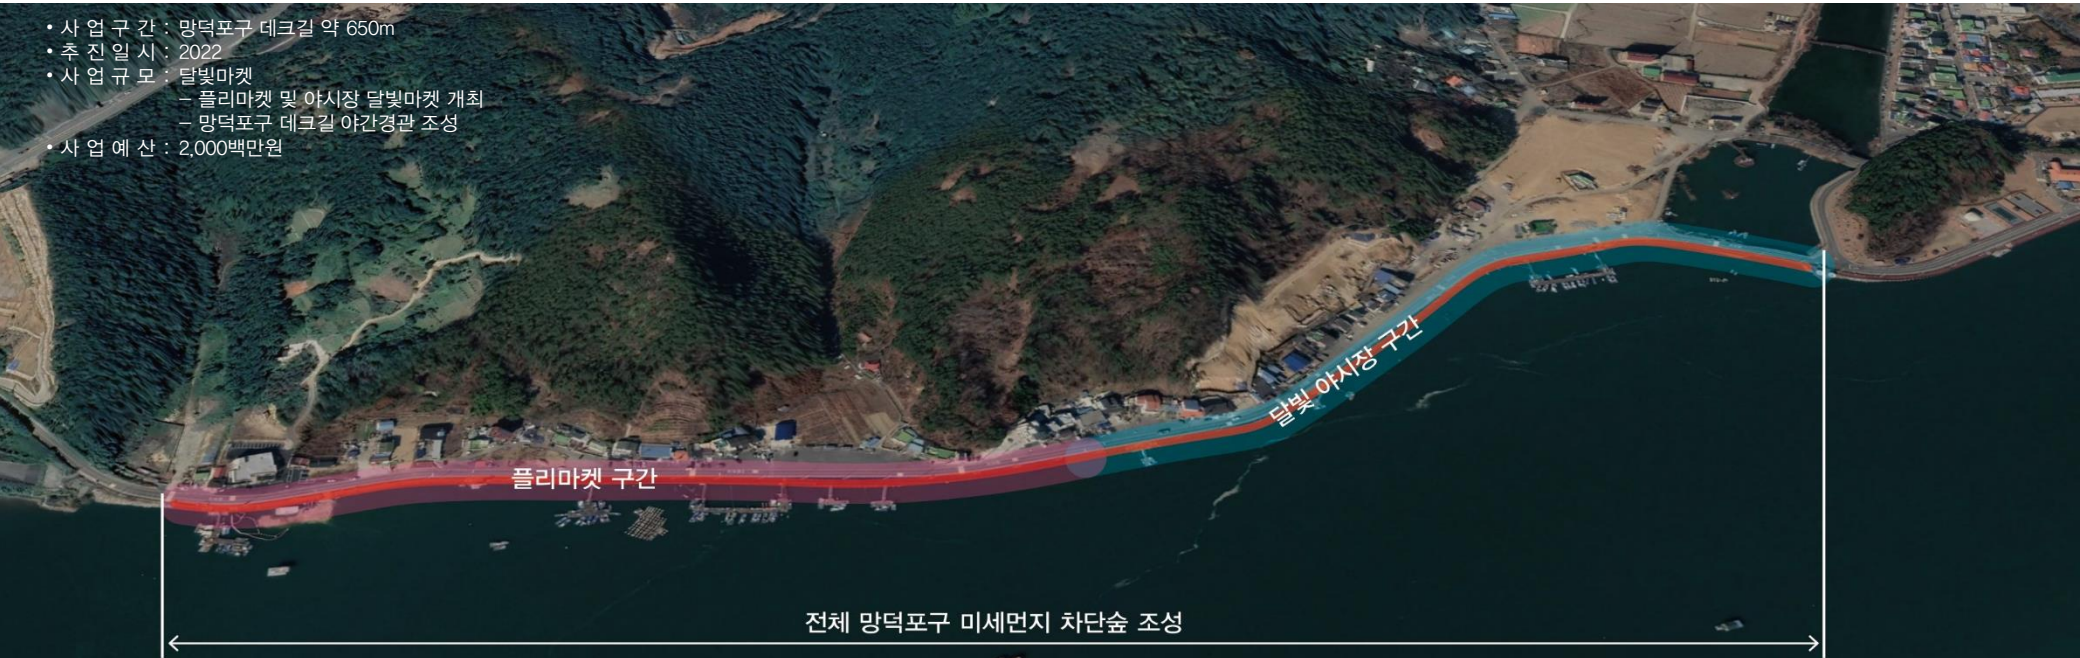 • 사 업 구 간 : 망덕포구 데크길 약 650m
• 추 진 일 시 : 2022
• 사 업 규 모 : 달빛마켓
– 플리마켓 및 야시장 달빛마켓 개최
– 망덕포구 데크길 야간경관 조성
• 사 업 예 산 : 2,000백만원
달빛 야시장 구간
플리마켓 구간
전체 망덕포구 미세먼지 차단숲 조성